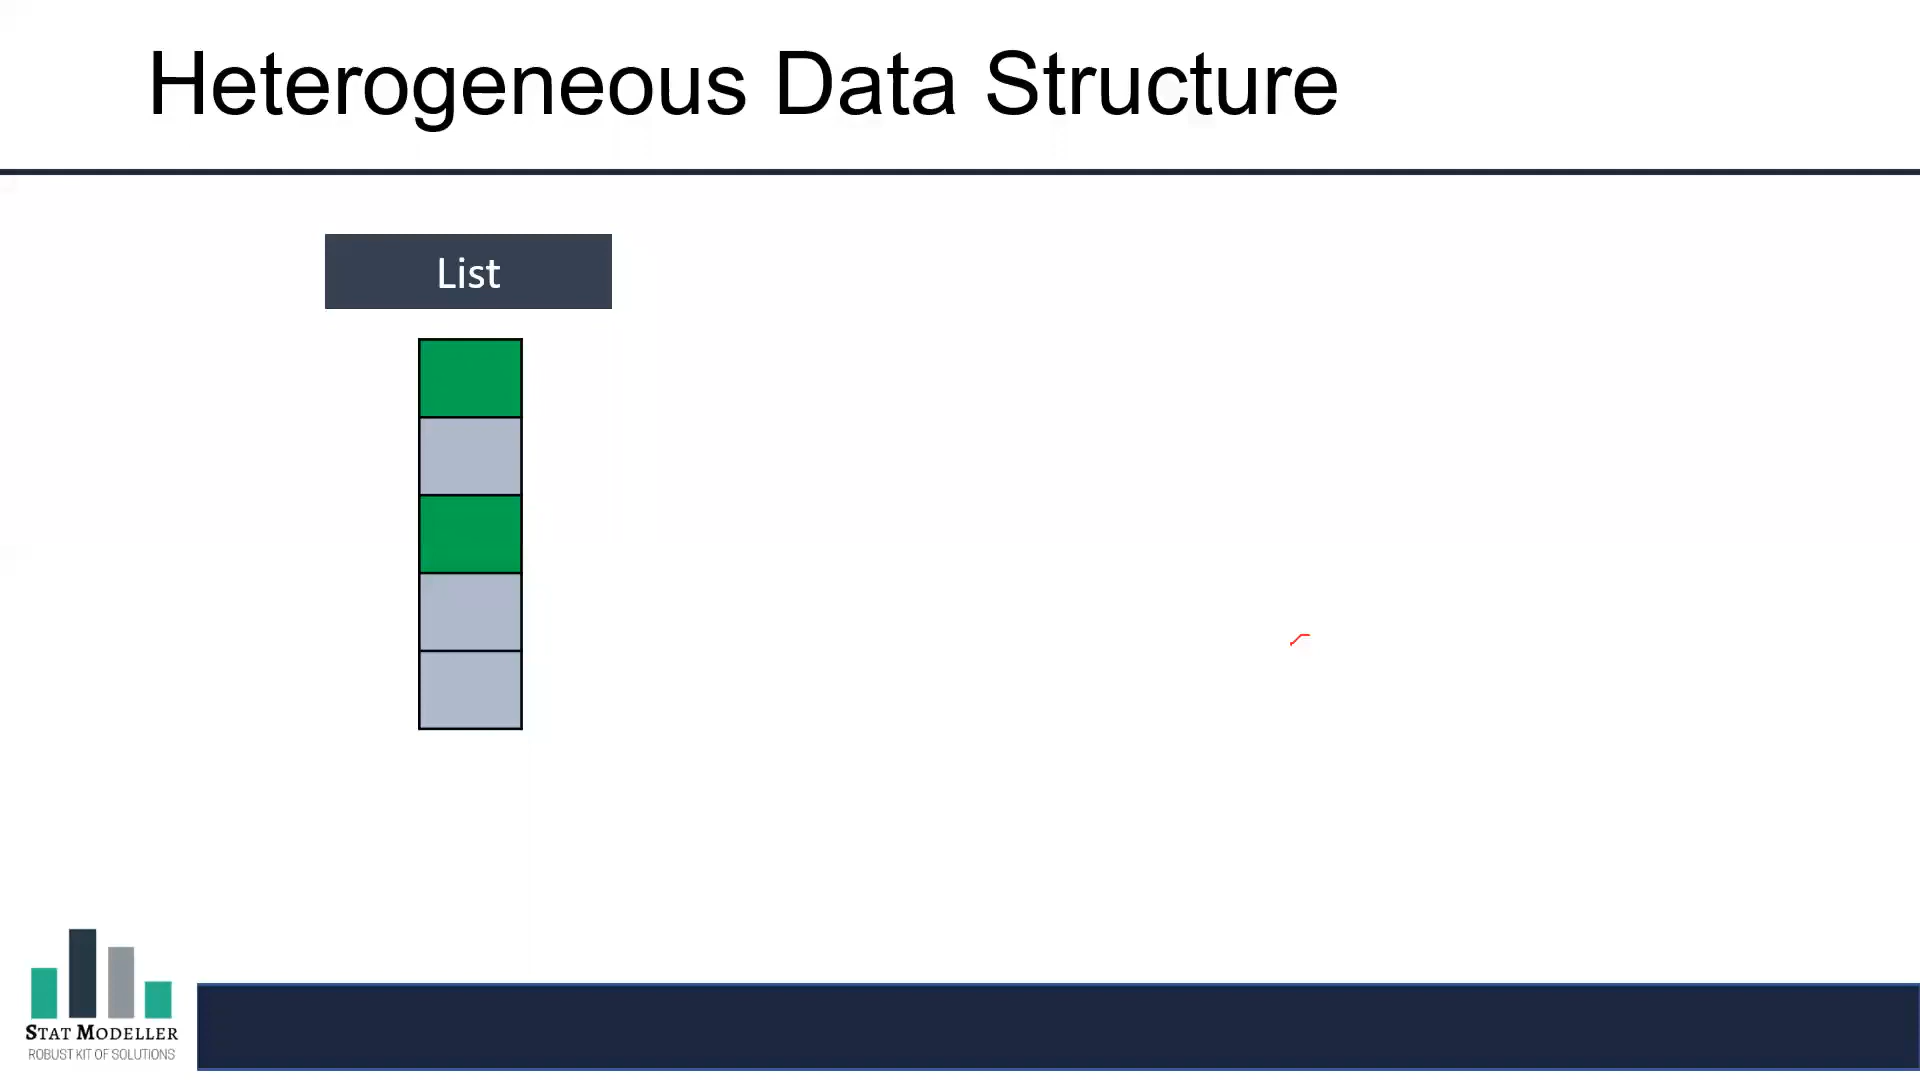 Heterogeneous Data Structure
List
STAT MODELLER
ROBUST KIT OF SOLUTIONS